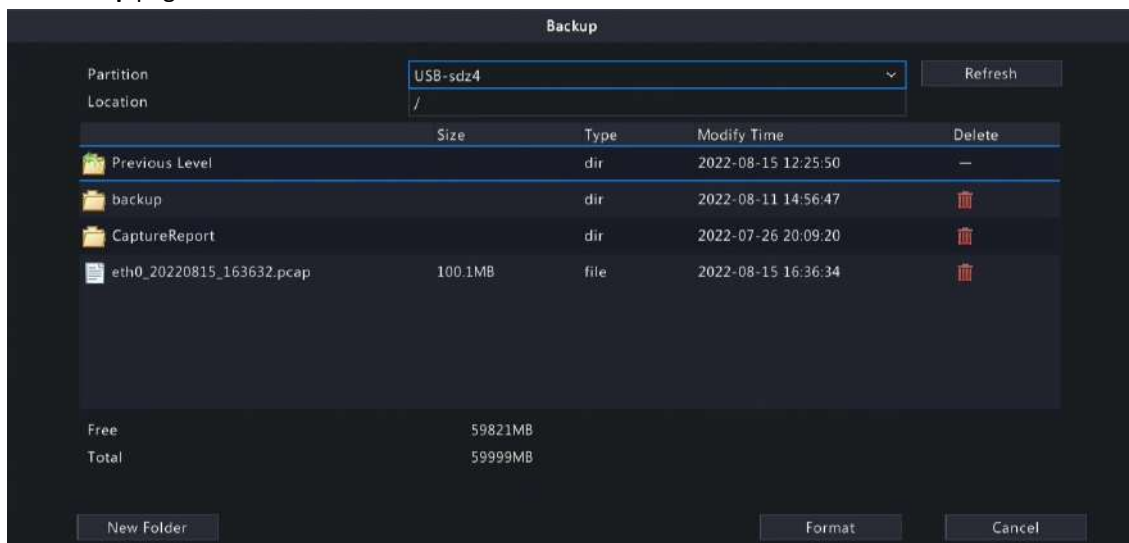 Backup
Partition USB-sdz4 Refresh
Location /
Size Type Modify Time Delete
Previous Level dir 2022-08-15 12:25:50 —
backup dir 2022-08-11 14:56:47
CaptureReport dir 2022-07-26 20:09:20
eth0_20220815_163632.pcap 100.1MB file 2022-08-15 16:36:34
Free 59821MB
Total 59999MB
New Folder Format Cancel